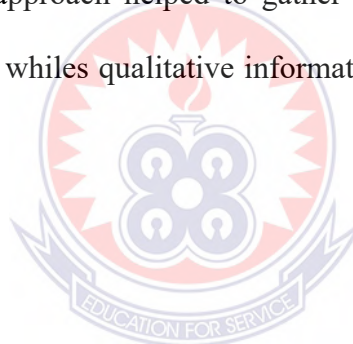 approach helped to gather
whiles qualitative informat
EDUCATION FOR SERVICE